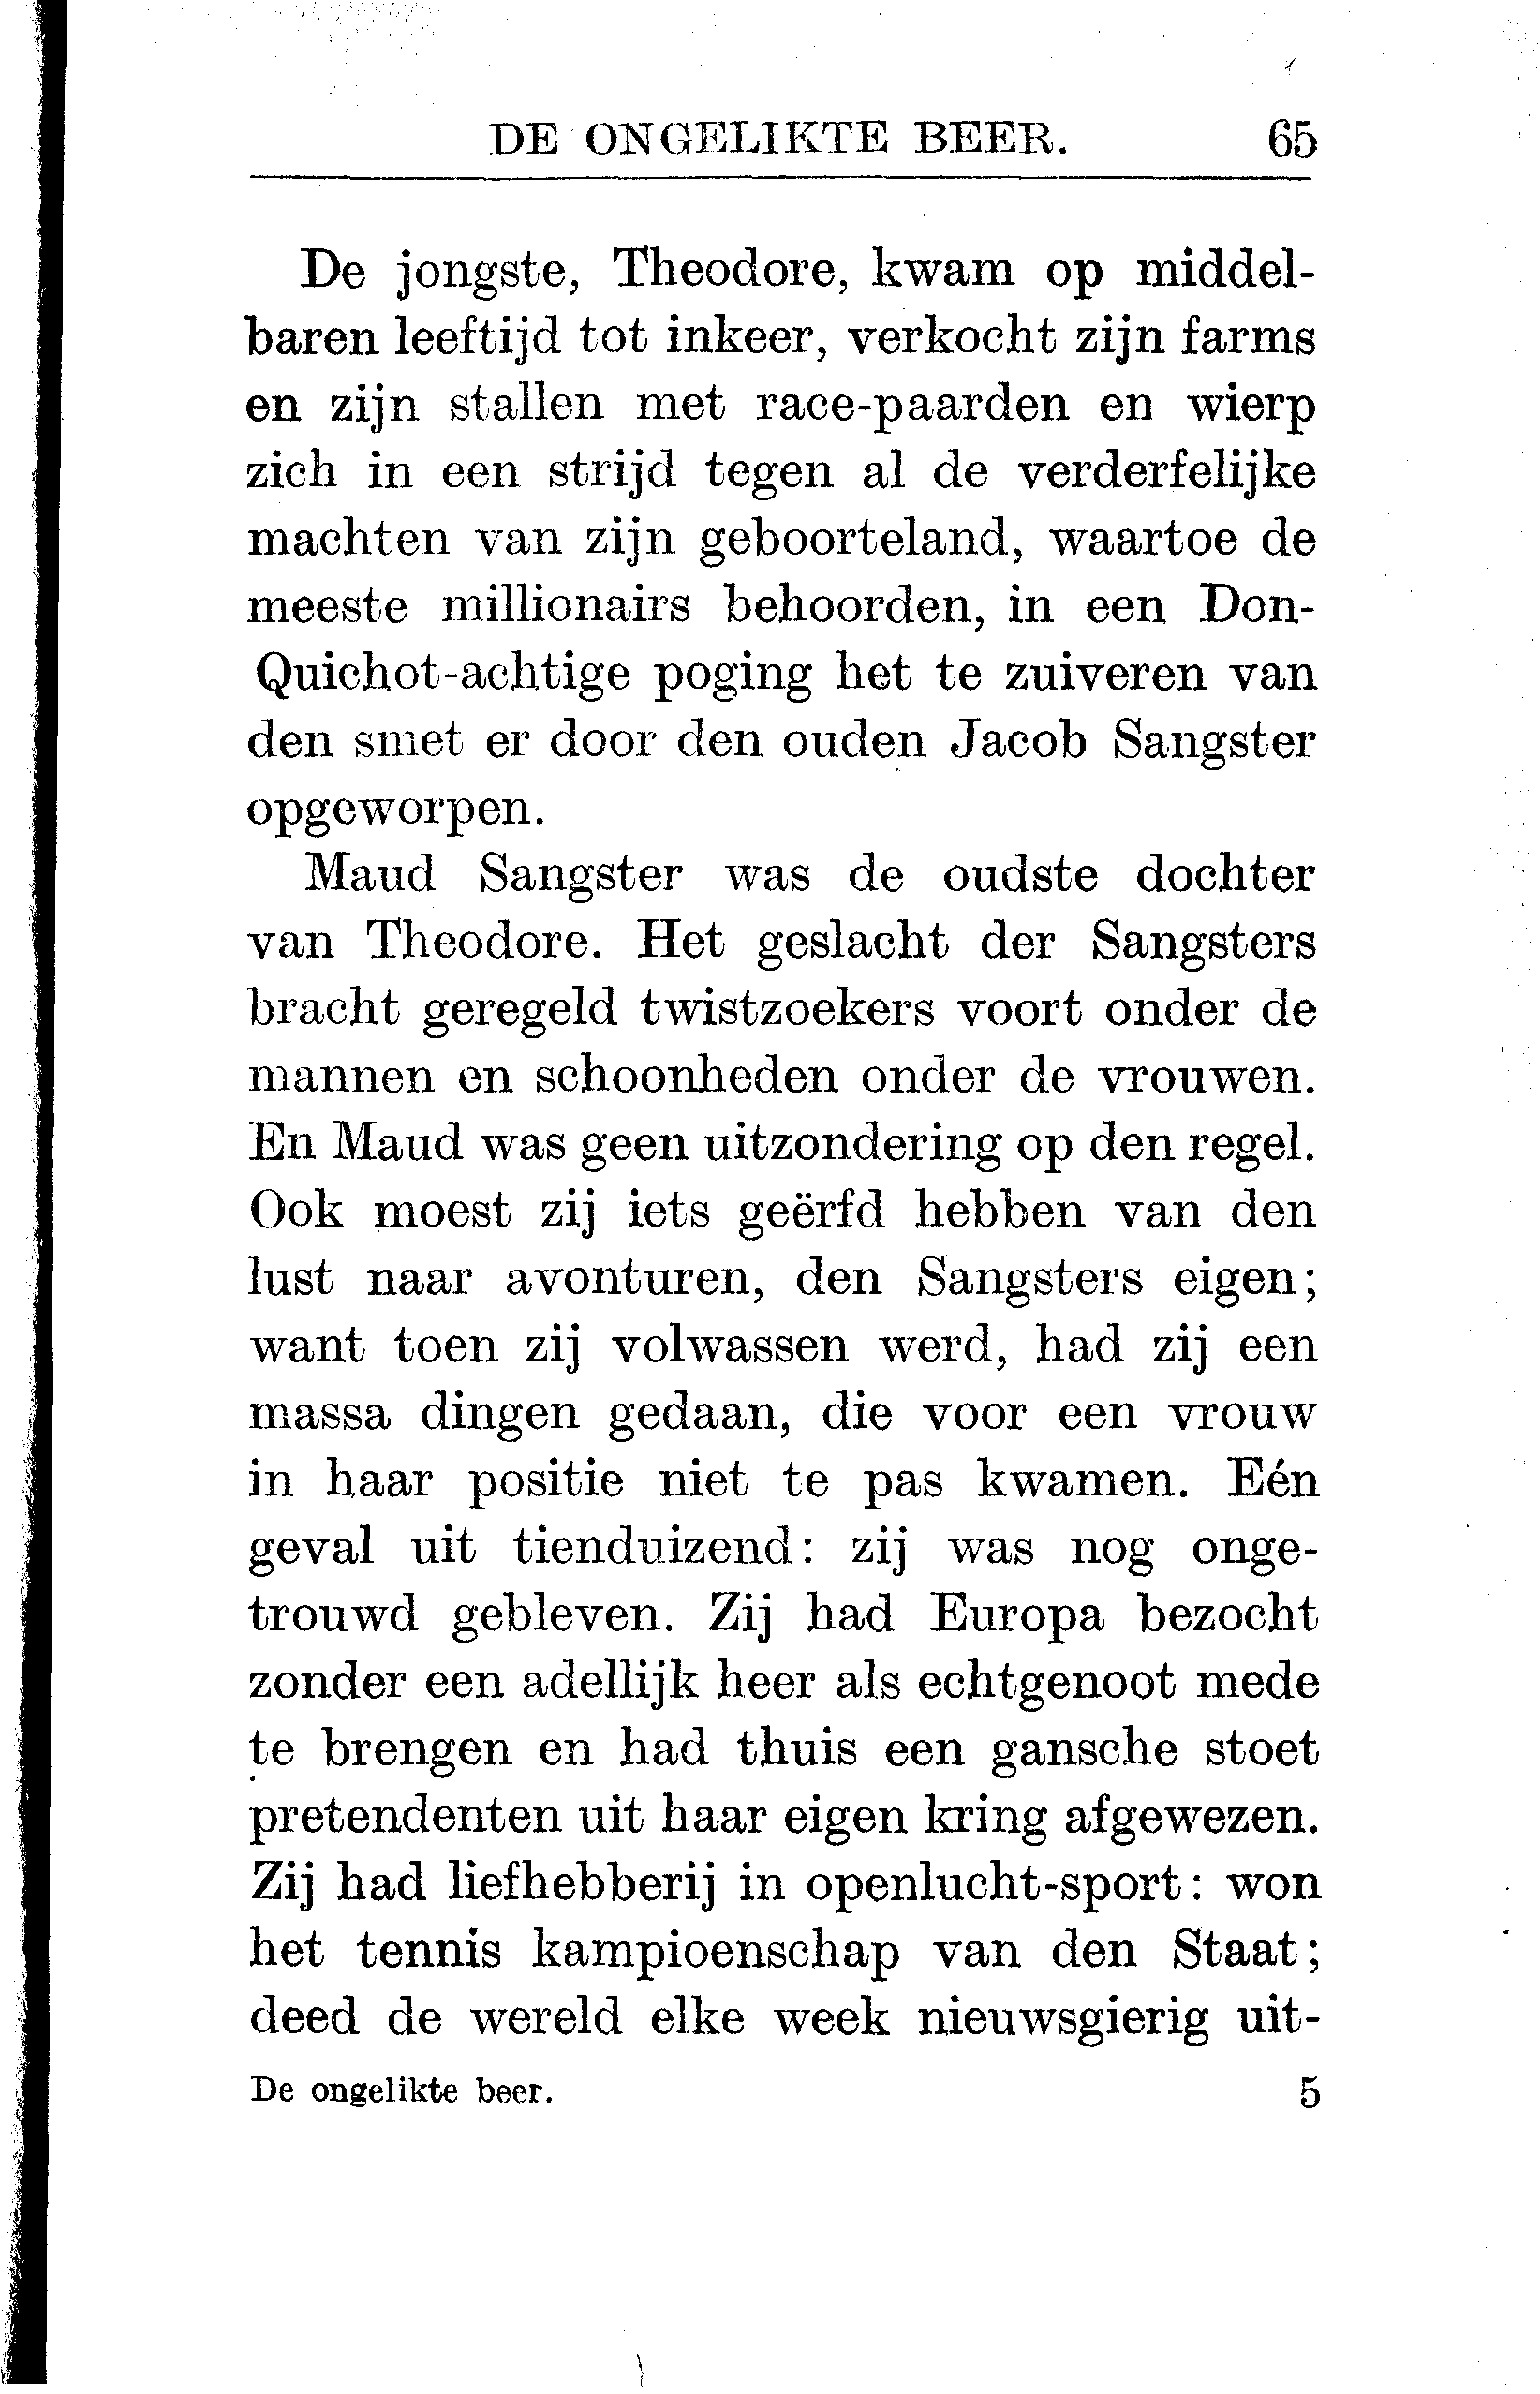 DE ONGELIKTE BEER. 65
De jongste, Theodore, kwam op middel-
baren leeftijd tot inkeer, verkocht zijn farms
en zijn stallen met race-paarden en wierp
zich in een strijd tegen al de verderfelijke
machten van zijn geboorteland, waartoe de
meeste millionairs behoorden, in een Don-
Quichot-achtige poging het te zuiveren van
den smet er door den ouden Jacob Sangster
opgeworpen.
Maud Sangster was de oudste dochter
van Theodore. Het geslacht der Sangsters
bracht geregeld twistzoekers voort onder de
mannen en schoonheden onder de vrouwen.
En Maud was geen uitzondering op den regel.
Ook moest zij iets geërfd hebben van den
lust naar avonturen, den Sangsters eigen;
want toen zij volwassen werd, had zij een
massa dingen gedaan, die voor een vrouw
in haar positie niet te pas kwamen. Eén
geval uit tienduizend: zij was nog onge-
trouwd gebleven. Zij had Europa bezocht
zonder een adellijk heer als echtgenoot mede
te brengen en had thuis een gansche stoet
pretendenten uit haar eigen kring afgewezen.
Zij had liefhebberij in openlucht-sport: won
het tennis kampioenschap van den Staat;
deed de wereld elke week nieuwsgierig uit-
De ongelikte beer. 5